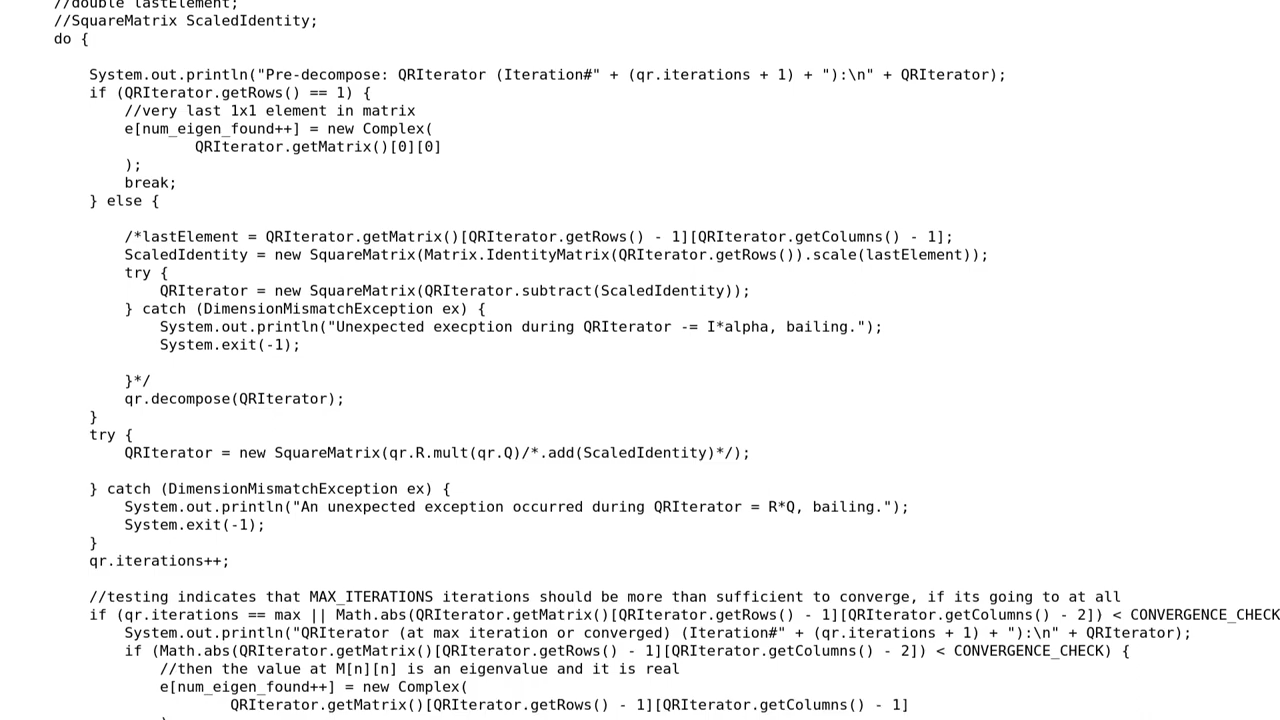 //double lastElement;
//SquareMatrix ScaledIdentity;
do {
System.out.println("Pre-decompose: QRIterator (Iteration#" + (qr.iterations + 1) + "):\n" + QRIterator);
if (QRIterator.getRows() == 1) {
//very last 1x1 element in matrix
e[num_eigen_found++] = new Complex(
QRIterator.getMatrix()[0][0]
);
break;
} else {
/*lastElement = QRIterator.getMatrix()[QRIterator.getRows() - 1][QRIterator.getColumns() - 1];
ScaledIdentity = new SquareMatrix(Matrix.IdentityMatrix(QRIterator.getRows()).scale(lastElement));
try {
QRIterator = new SquareMatrix(QRIterator.subtract(ScaledIdentity));
} catch (DimensionMismatchException ex) {
System.out.println("Unexpected execption during QRIterator -= I*alpha, bailing.");
System.exit(-1);
}*/
qr.decompose(QRIterator);
}
try {
QRIterator = new SquareMatrix(qr.R.mult(qr.Q)/*.add(ScaledIdentity)*/);
} catch (DimensionMismatchException ex) {
System.out.println("An unexpected exception occurred during QRIterator = R*Q, bailing.");
System.exit(-1);
}
qr.iterations++;
//testing indicates that MAX_ITERATIONS iterations should be more than sufficient to converge, if its going to at all
if (qr.iterations == max || Math.abs(QRIterator.getMatrix()[QRIterator.getRows() - 1][QRIterator.getColumns() - 2]) < CONVERGENCE_CHECK
System.out.println("QRIterator (at max iteration or converged) (Iteration#" + (qr.iterations + 1) + "):\n" + QRIterator);
if (Math.abs(QRIterator.getMatrix()[QRIterator.getRows() - 1][QRIterator.getColumns() - 2]) < CONVERGENCE_CHECK) {
//then the value at M[n][n] is an eigenvalue and it is real
e[num_eigen_found++] = new Complex(
QRIterator.getMatrix()[QRIterator.getRows() - 1][QRIterator.getColumns() - 1]